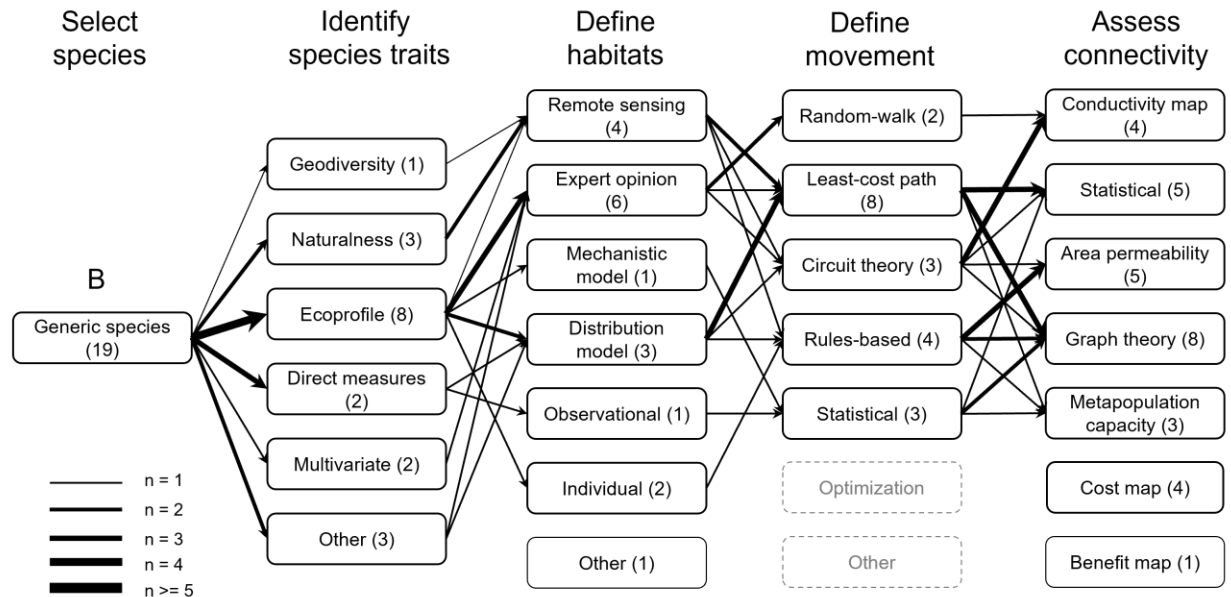 Select
species
Identify
species traits
Define
habitats
Define
movement
Assess
connectivity
B
Generic species
(19)
Geodiversity (1)
Naturalness (3)
Ecoprofile (8)
Direct measures
(2)
Multivariate (2)
Other (3)
Remote sensing
(4)
Expert opinion
(6)
Mechanistic
model (1)
Distribution
model (3)
Observational (1)
Individual (2)
Other (1)
Random-walk (2)
Least-cost path
(8)
Circuit theory (3)
Rules-based (4)
Statistical (3)
Optimization
Other
Conductivity map
(4)
Statistical (5)
Area permeability
(5)
Graph theory (8)
Metapopulation
capacity (3)
Cost map (4)
Benefit map (1)
n = 1
n = 2
n = 3
n = 4
n >= 5